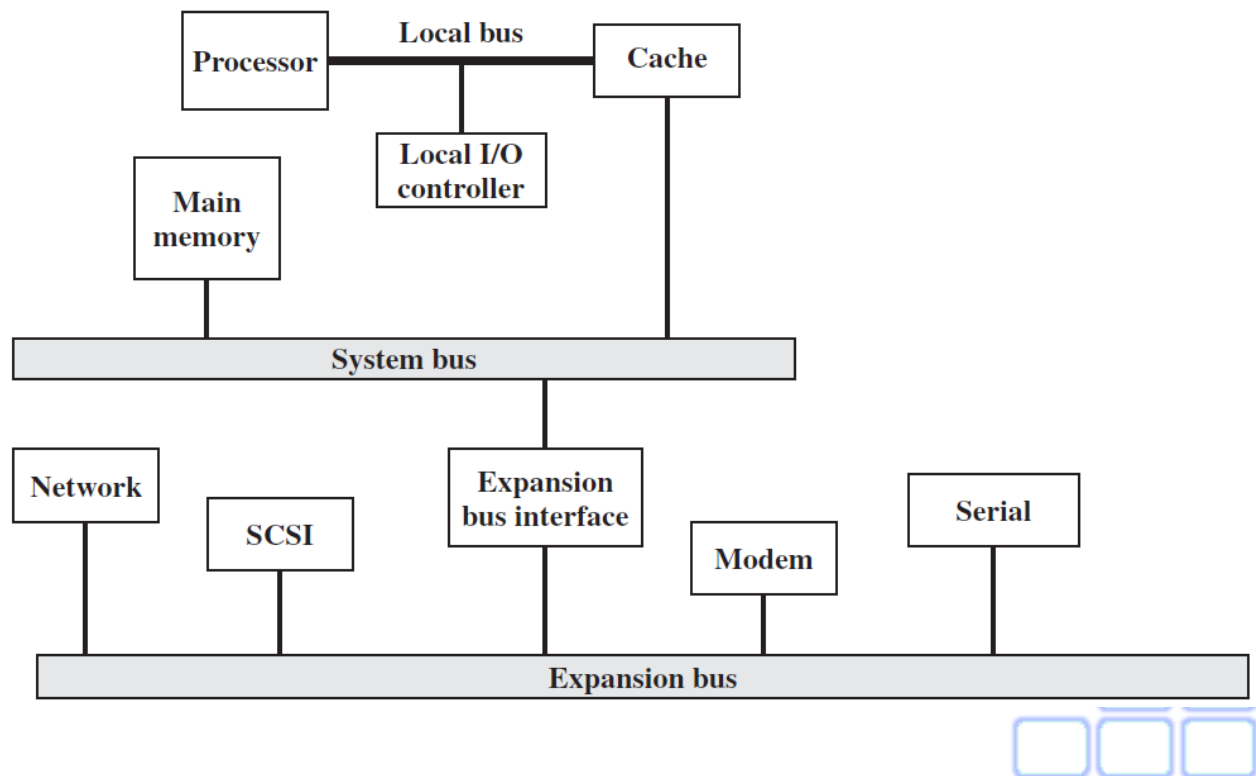 Local bus
Processor
Cache
Local I/O
controller
Main
memory
System bus
Network
SCSI
Expansion
bus interface
Modem
Serial
Expansion bus